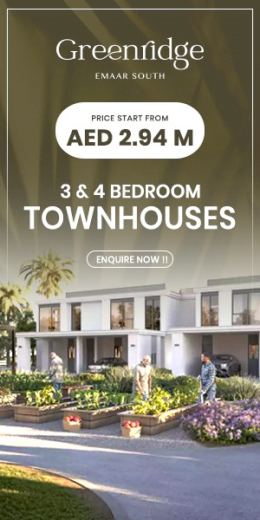 Greenridge
EMAAR SOUTH
PRICE START FROM
AED 2.94 M
3 & 4 BEDROOM
TOWNHOUSES
ENQUIRE NOW !!